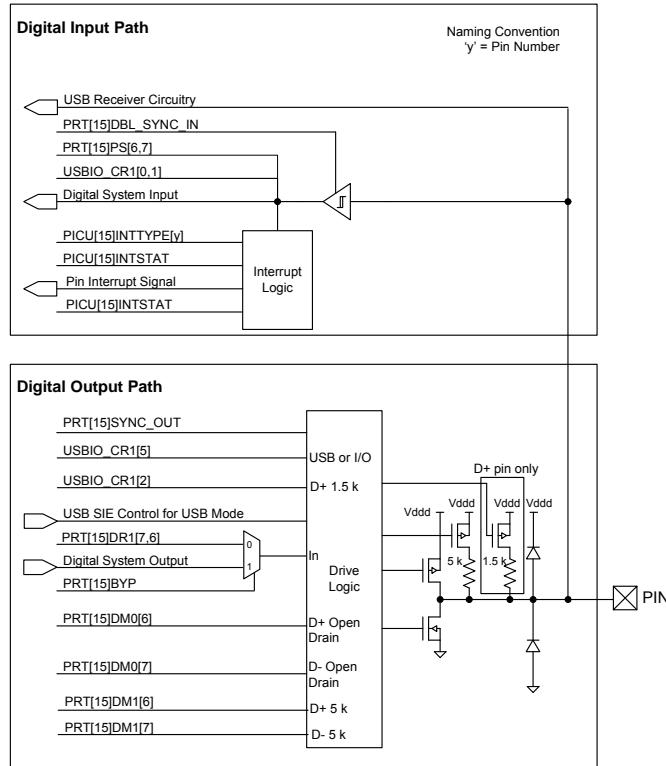 Digital Input Path
Naming Convention
'y' = Pin Number
USB Receiver Circuitry
PRT[15]DBL_SYNC_IN
PRT[15]PS[6,7]
USBIO_CR1[0,1]
Digital System Input
PICU[15]INTTYPE[y]
PICU[15]INTSTAT
Pin Interrupt Signal
PICU[15]INTSTAT
Interrupt
Logic
Digital Output Path
PRT[15]SYNC_OUT
USBIO_CR1[5]
USB or I/O
USBIO_CR1[2]
D+ 1.5 k
D+ pin only
USB SIE Control for USB Mode
Vddd
Vddd
Vddd
Vddd
PRT[15]DR1[7,6]
0
Digital System Output
1
In
PRT[15]BYP
Drive
Logic
5 k
1.5 k
PIN
PRT[15]DM0[6]
D+ Open
Drain
PRT[15]DM0[7]
D- Open
Drain
PRT[15]DM1[6]
D+ 5 k
PRT[15]DM1[7]
D- 5 k